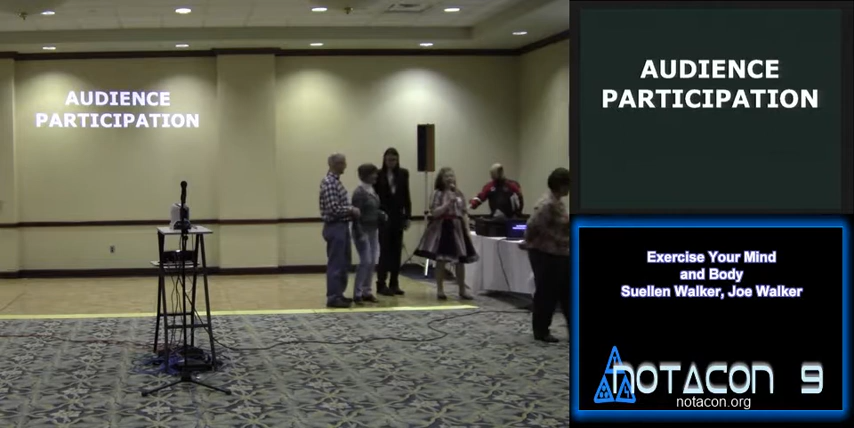 AUDIENCE
PARTICIPATION
AUDIENCE
PARTICIPATION
Exercise Your Mind
and Body
Suellen Walker, Joe Walker
NOTACON 9
notacon.org